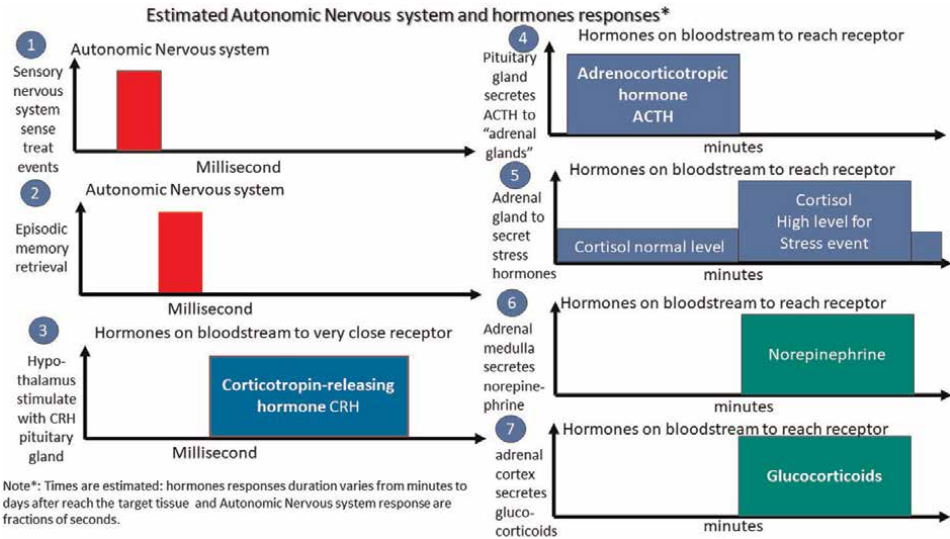 Estimated Autonomic Nervous system and hormones responses*
1
Autonomic Nervous system
Sensory
nervous
system
sense
treat
events
Millisecond
2
Autonomic Nervous system
Episodic
memory
retrieval
Millisecond
3
Hormones on bloodstream to very close receptor
Hypo-
thalamus
stimulate
with CRH
pituitary
gland
Corticotropin-releasing
hormone CRH
Millisecond
Note*: Times are estimated: hormones responses duration varies from minutes to
days after reach the target tissue and Autonomic Nervous system response are
fractions of seconds.
4
Hormones on bloodstream to reach receptor
Pituitary
gland
secretes
ACTH to
"adrenal
glands"
Adrenocorticotropic
hormone
ACTH
minutes
5
Hormones on bloodstream to reach receptor
Adrenal
gland to
secret
stress
hormones
Cortisol normal level
Cortisol
High level for
Stress event
minutes
6
Hormones on bloodstream to reach receptor
Adrenal
medulla
secretes
norepine-
phrine
Norepinephrine
minutes
7
Hormones on bloodstream to reach receptor
adrenal
cortex
secretes
gluco-
corticoids
Glucocorticoids
minutes